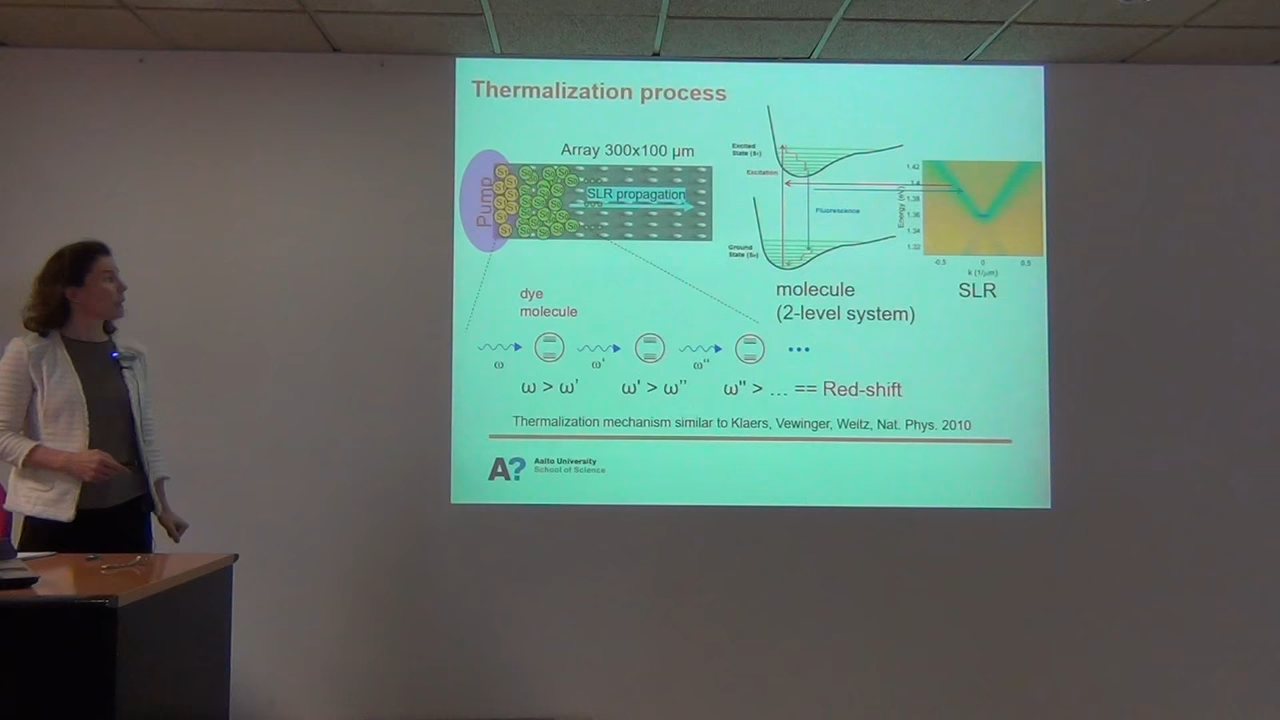 Thermalization process
Array 300x100 μm
Pump
SLR propagation
Excited
State (S₁)
Excitation
Fluorescence
Ground
State (S₀)
Energy (eV)
1.42
1.4
1.38
1.36
1.34
1.32
-0.5 0 0.5
k (1/μm)
molecule
(2-level system)
SLR
dye
molecule
ω ω' ω"
...
ω > ω' ω' > ω" ω" > ... == Red-shift
Thermalization mechanism similar to Klaers, Vewinger, Weitz, Nat. Phys. 2010
A?
Aalto University
School of Science